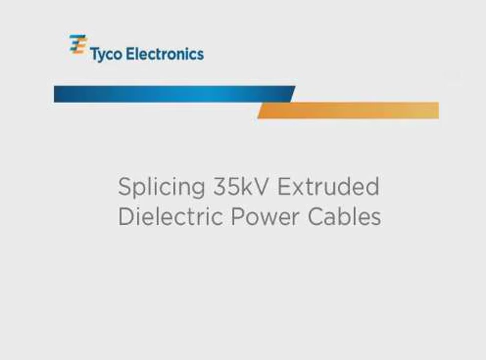 Tyco Electronics
Splicing 35kV Extruded
Dielectric Power Cables